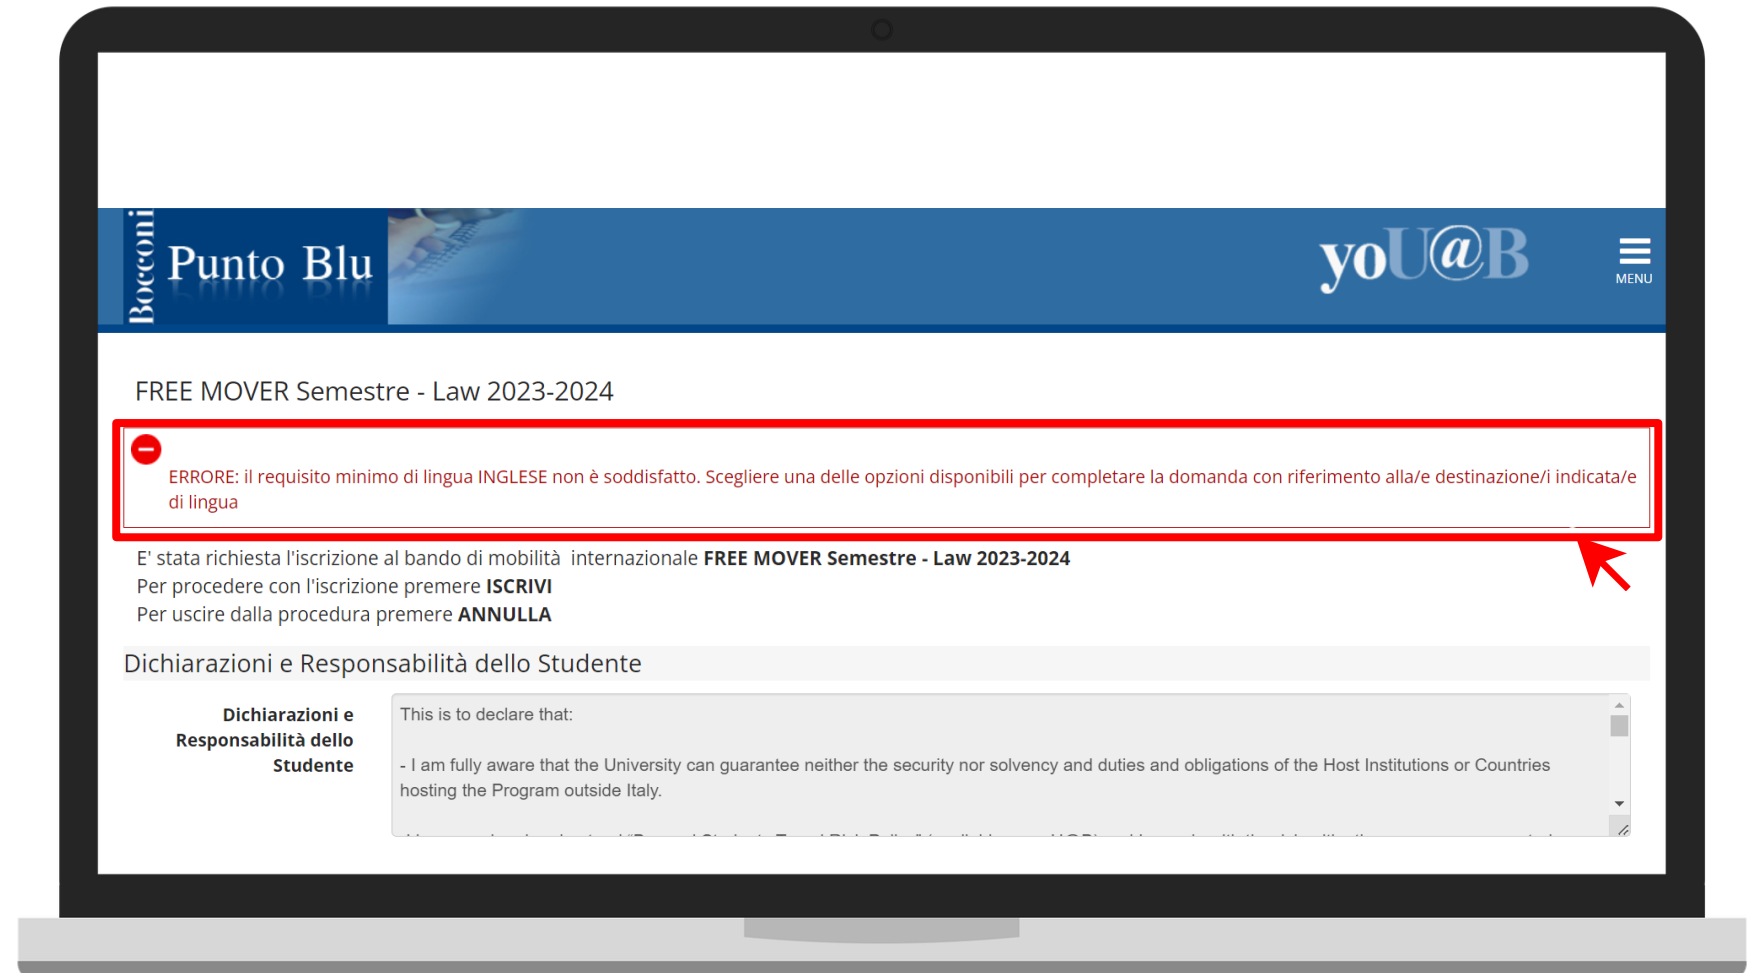 Bocconi
Punto Blu
yoU@B
MENU
FREE MOVER Semestre - Law 2023-2024
ERRORE: il requisito minimo di lingua INGLESE non è soddisfatto. Scegliere una delle opzioni disponibili per completare la domanda con riferimento alla/e destinazione/i indicata/e
di lingua
E' stata richiesta l'iscrizione al bando di mobilità internazionale FREE MOVER Semestre - Law 2023-2024
Per procedere con l'iscrizione premere ISCRIVI
Per uscire dalla procedura premere ANNULLA
Dichiarazioni e Responsabilità dello Studente
Dichiarazioni e
Responsabilità dello
Studente
This is to declare that:
- I am fully aware that the University can guarantee neither the security nor solvency and duties and obligations of the Host Institutions or Countries
hosting the Program outside Italy.